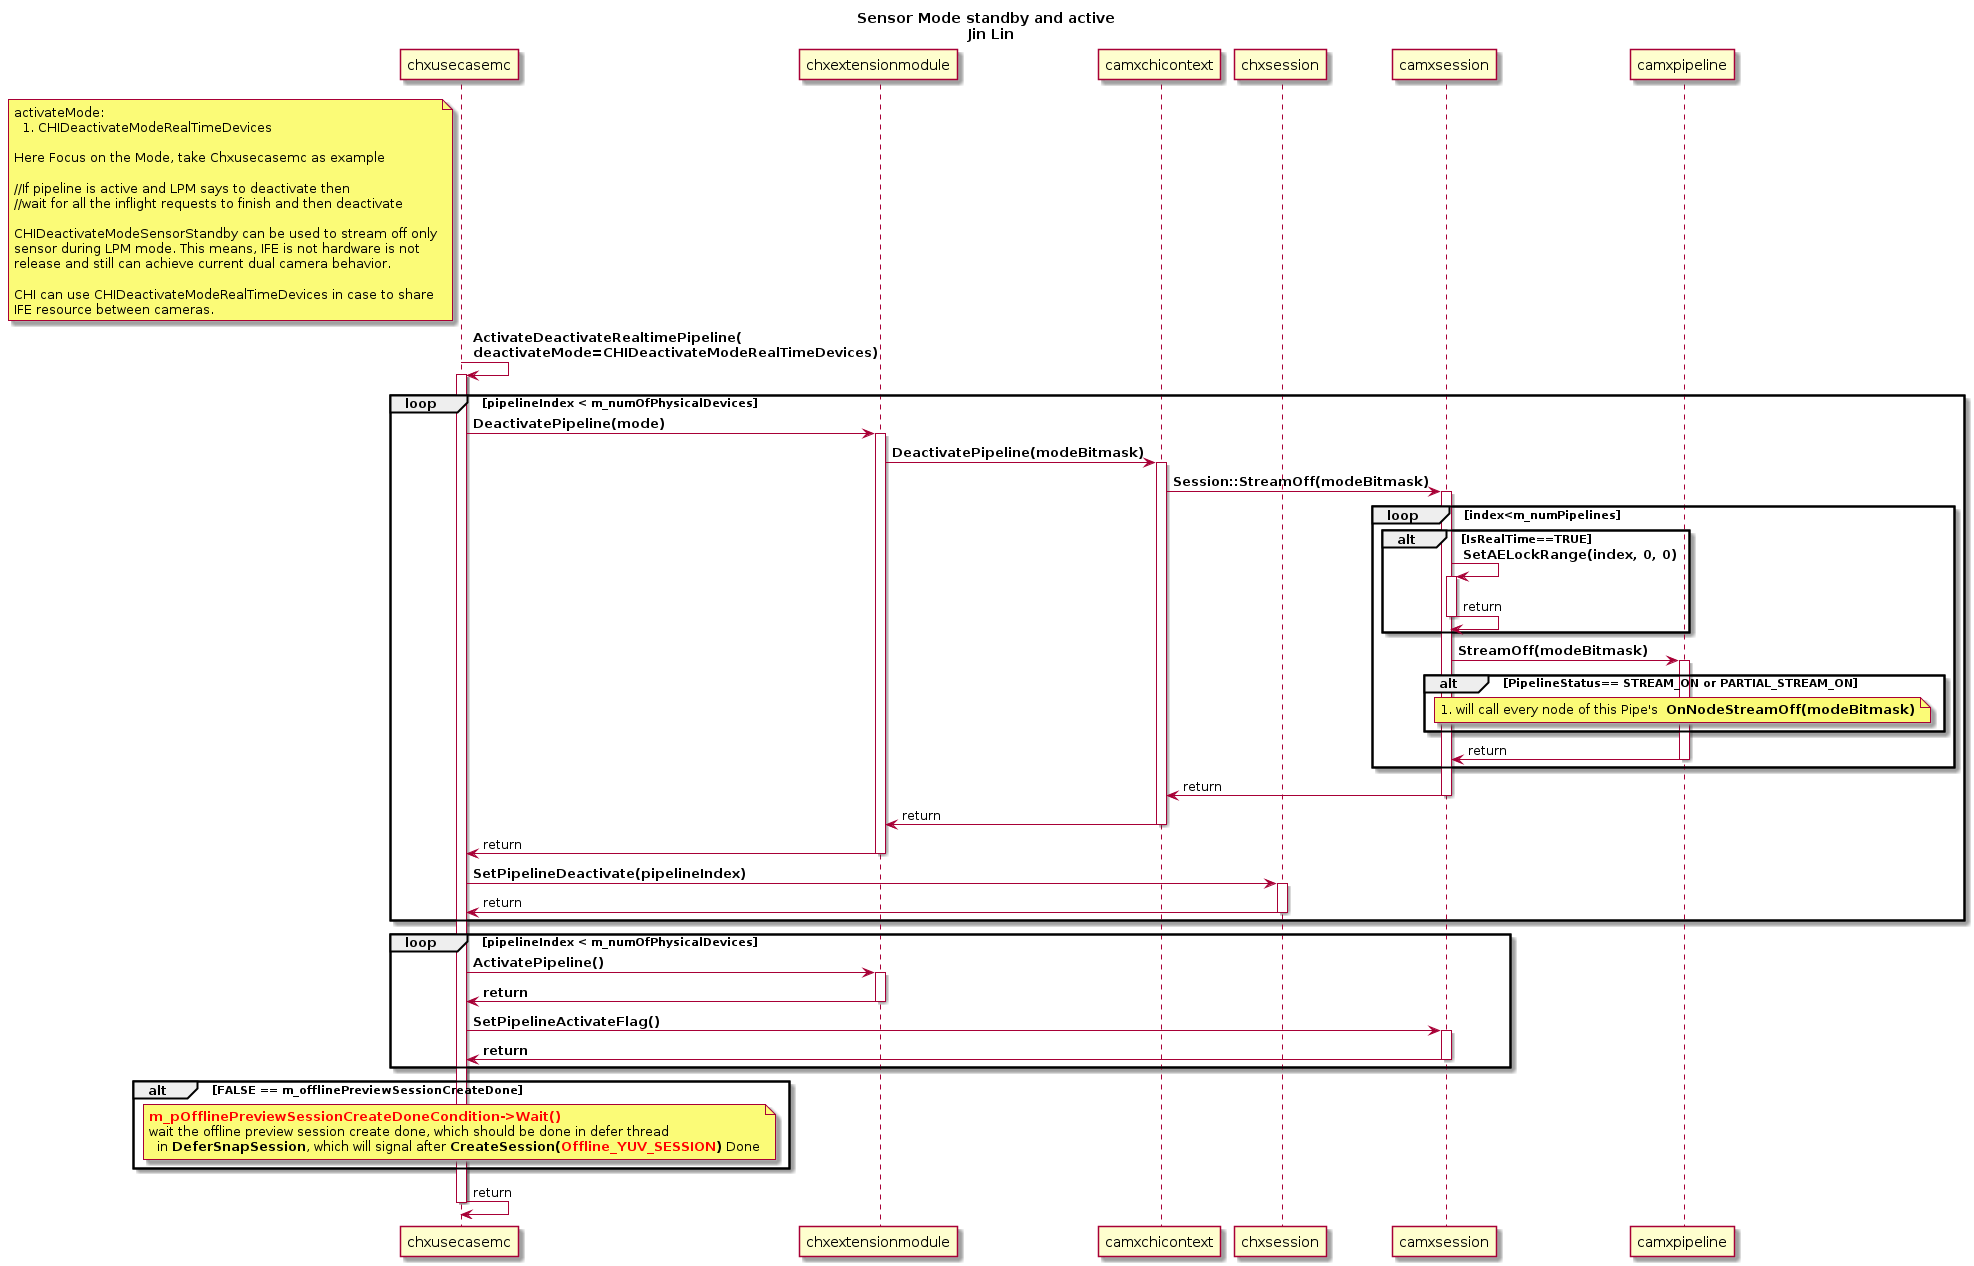 Sensor Mode standby and active
Jin Lin
chxusecasemc
chxextensionmodule
camxchicontext
chxsession
camxsession
camxpipeline
activateMode:
1. CHIDeactivateModeRealTimeDevices
Here Focus on the Mode, take Chxusecasemc as example
//If pipeline is active and LPM says to deactivate then
//wait for all the inflight requests to finish and then deactivate
CHIDeactivateModeSensorStandby can be used to stream off only
sensor during LPM mode. This means, IFE is not hardware is not
release and still can achieve current dual camera behavior.
CHI can use CHIDeactivateModeRealTimeDevices in case to share
IFE resource between cameras.
ActivateDeactivateRealtimePipeline(
deactivateMode=CHIDeactivateModeRealTimeDevices)
loop [pipelineIndex < m_numOfPhysicalDevices]
DeactivatePipeline(mode)
DeactivatePipeline(modeBitmask)
Session::StreamOff(modeBitmask)
loop [index<m_numPipelines]
alt [IsRealTime==TRUE]
SetAELockRange(index, 0, 0)
return
StreamOff(modeBitmask)
alt [PipelineStatus== STREAM_ON or PARTIAL_STREAM_ON]
1. will call every node of this Pipe's OnNodeStreamOff(modeBitmask)
return
return
return
return
SetPipelineDeactivate(pipelineIndex)
return
loop [pipelineIndex < m_numOfPhysicalDevices]
ActivatePipeline()
return
SetPipelineActivateFlag()
return
alt [FALSE == m_offlinePreviewSessionCreateDone]
m_pOfflinePreviewSessionCreateDoneCondition->Wait()
wait the offline preview session create done, which should be done in defer thread
in DeferSnapSession, which will signal after CreateSession(Offline_YUV_SESSION) Done
return
chxusecasemc
chxextensionmodule
camxchicontext
chxsession
camxsession
camxpipeline